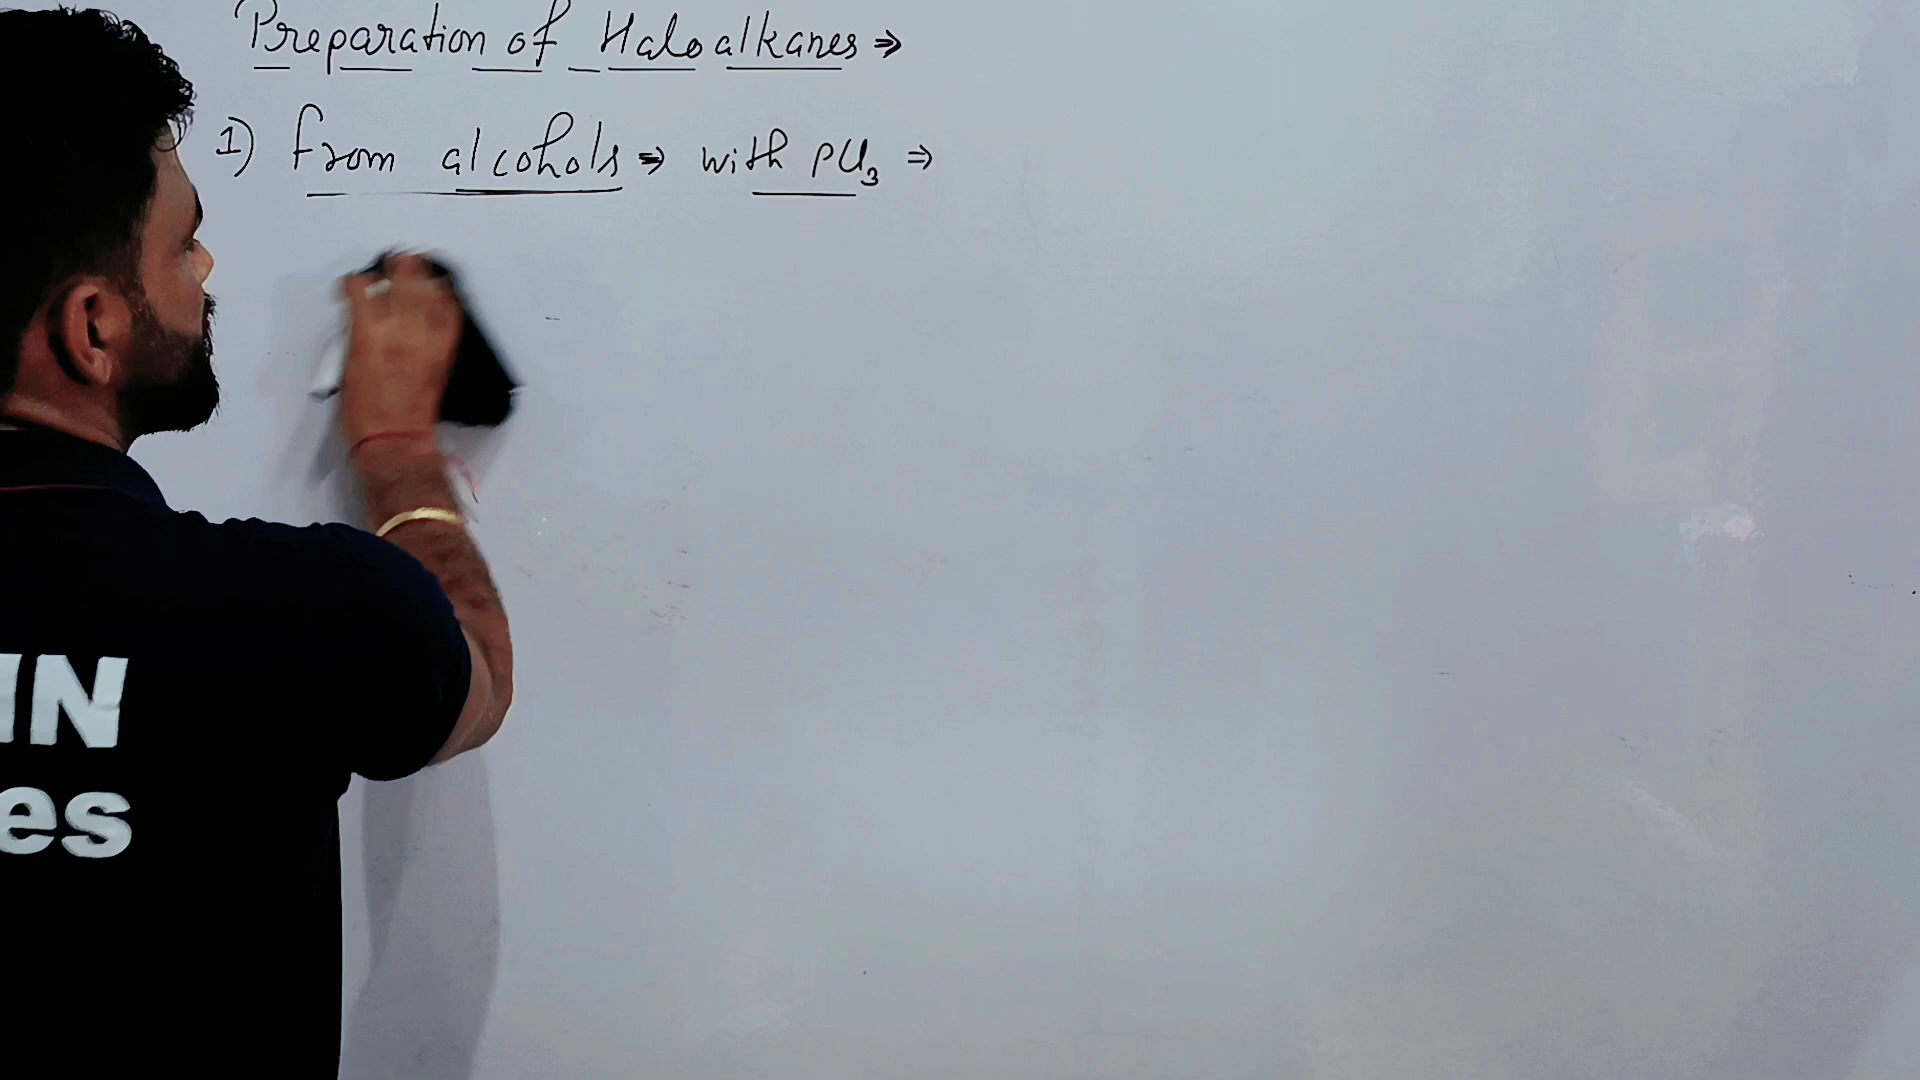 Preparation of Haloalkanes ⇒
1) from alcohols ⇒ with PCl₃ ⇒
IN
es